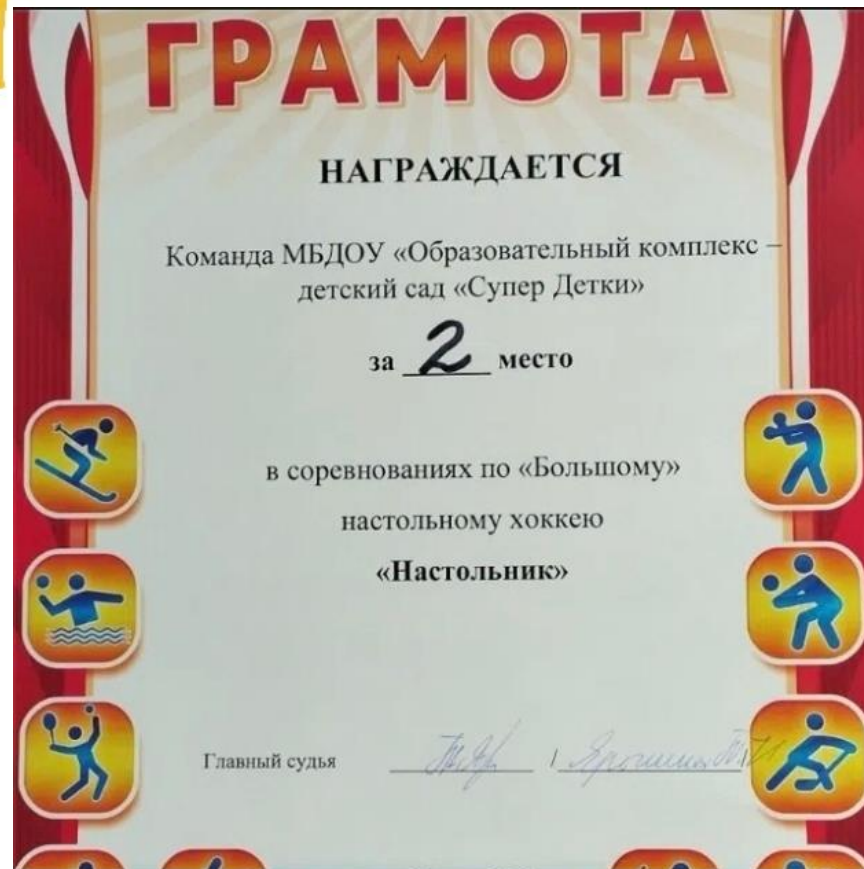 ГРАМОТА
НАГРАЖДАЕТСЯ
Команда МБДОУ «Образовательный комплекс –
детский сад «Супер Детки»
за 2 место
в соревнованиях по «Большому»
настольному хоккею
«Настольник»
Главный судья / /